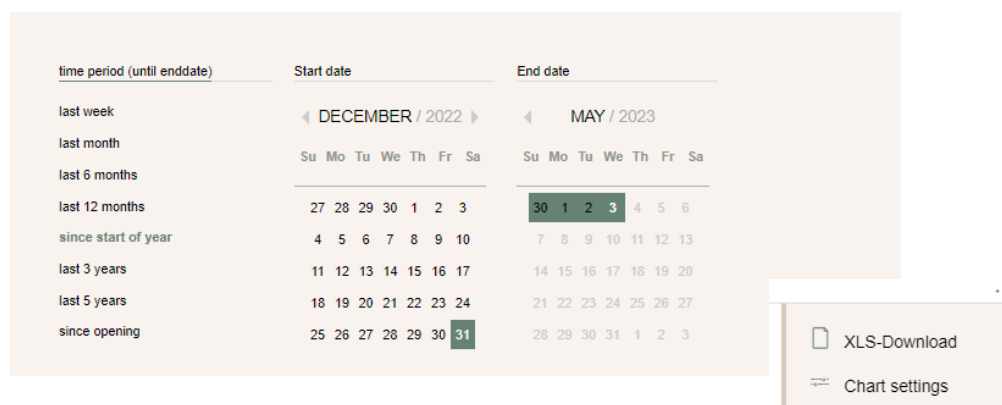 time period (until enddate)
last week
last month
last 6 months
last 12 months
since start of year
last 3 years
last 5 years
since opening
Start date
DECEMBER / 2022
Su Mo Tu We Th Fr Sa
27 28 29 30 1 2 3
4 5 6 7 8 9 10
11 12 13 14 15 16 17
18 19 20 21 22 23 24
25 26 27 28 29 30 31
End date
MAY / 2023
Su Mo Tu We Th Fr Sa
30 1 2 3 4 5 6
7 8 9 10 11 12 13
14 15 16 17 18 19 20
21 22 23 24 25 26 27
28 29 30 31 1 2 3
XLS-Download
Chart settings